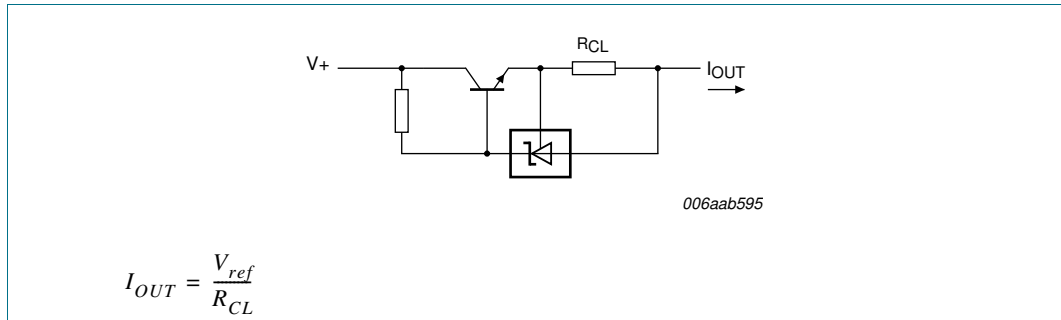 V+
RCL
IOUT
006aab595
IOUT = Vref / RCL